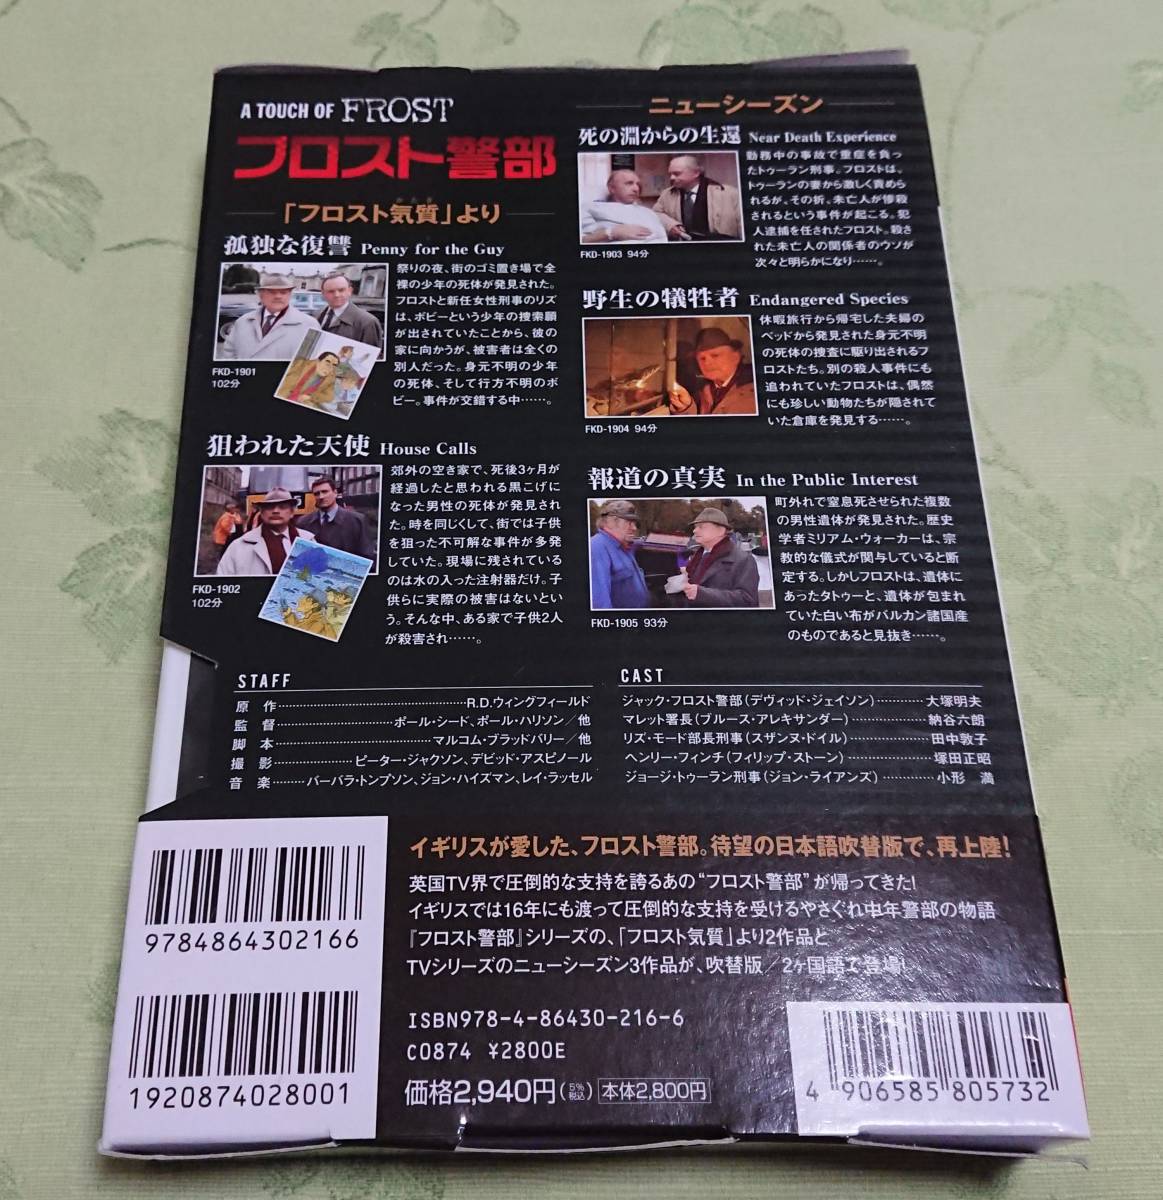 A TOUCH OF FROST
フロスト警部
「フロスト気質」より
孤独な復讐 Penny for the Guy
祭りの夜、街のゴミ置き場で全
裸の少年の死体が発見された。
フロストと新任女性刑事のリズ
は、ボビーという少年の捜索願
が出されていたことから、彼の
家に向かうが、被害者は全くの
別人だった。身元不明の少年
の死体、そして行方不明のボ
ビー。事件が交錯する中……。
FKD-1901
102分
狙われた天使 House Calls
郊外の空き家で、死後3ヶ月が
経過したと思われる黒こげに
なった男性の死体が発見され
た。時を同じくして、街では子供
を狙った不可解な事件が多発
していた。現場に残されている
のは水の入った注射器だけ。子
供らに実際の被害はないとい
う。そんな中、ある家で子供2人
が殺害され……。
FKD-1902
102分
ニューシーズン
死の淵からの生還 Near Death Experience
勤務中の事故で重症を負っ
たトゥーラン刑事。フロストは、
トゥーランの妻から激しく責めら
れるが、その折、未亡人が惨殺
されるという事件が起こる。犯
人逮捕を任されたフロスト。殺さ
れた未亡人の関係者のウソが
次々と明らかになり……。
FKD-1903 94分
野生の犠牲者 Endangered Species
休暇旅行から帰宅した夫婦の
ベッドから発見された身元不明
の死体の捜査に駆り出されるフ
ロストたち。別の殺人事件にも
追われていたフロストは、偶然
にも珍しい動物たちが隠されて
いた倉庫を発見する……。
FKD-1904 94分
報道の真実 In the Public Interest
町外れで窒息死させられた複数
の男性遺体が発見された。歴史
学者ミリアム・ウォーカーは、宗
教的な儀式が関与していると断
定する。しかしフロストは、遺体に
あったタトゥーと、遺体が包まれ
ていた白い布がバルカン諸国産
のものであると見抜き……。
FKD-1905 93分
STAFF
原 作……R.D.ウィングフィールド
監 督……ポール・シード、ポール・ハリソン／他
脚 本……マルコム・ブラッドバリー／他
撮 影……ピーター・ジャクソン、デビッド・アスピノール
音 楽……バーバラ・トンプソン、ジョン・ハイズマン、レイ・ラッセル
CAST
ジャック・フロスト警部（デヴィッド・ジェイソン）……大塚明夫
マレット署長（ブルース・アレキサンダー）……納谷六朗
リズ・モード部長刑事（スザンヌ・ドイル）……田中敦子
ヘンリー・フィンチ（フィリップ・ストーン）……塚田正昭
ジョージ・トゥーラン刑事（ジョン・ライアンズ）……小形 満
イギリスが愛した、フロスト警部。待望の日本語吹替版で、再上陸！
英国TV界で圧倒的な支持を誇るあの“フロスト警部”が帰ってきた！
イギリスでは16年にも渡って圧倒的な支持を受けるやさぐれ中年警部の物語
『フロスト警部』シリーズの、「フロスト気質」より2作品と
TVシリーズのニューシーズン3作品が、吹替版／2ヶ国語で登場！
9784864302166
1920874028001
ISBN978-4-86430-216-6
C0874 ¥2800E
価格2,940円（5%税込）本体2,800円
4 906585 805732